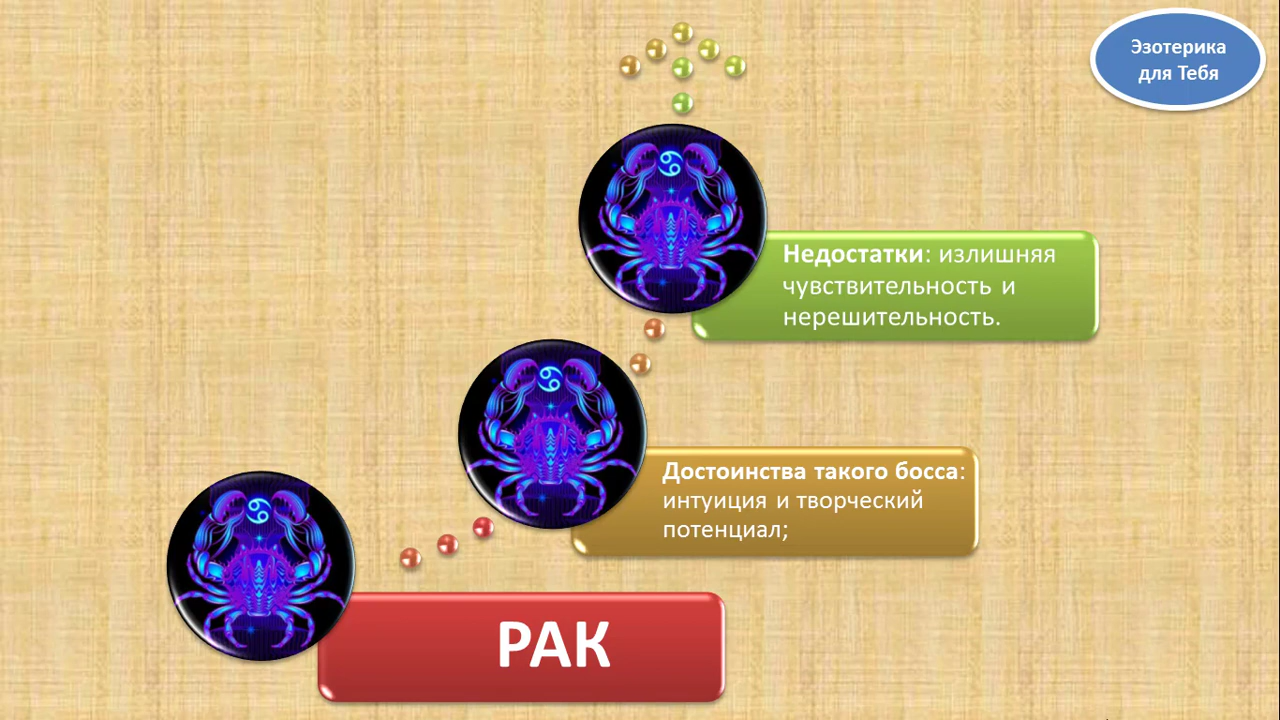 Эзотерика
для Тебя
Недостатки: излишняя
чувствительность и
нерешительность.
Достоинства такого босса:
интуиция и творческий
потенциал;
РАК